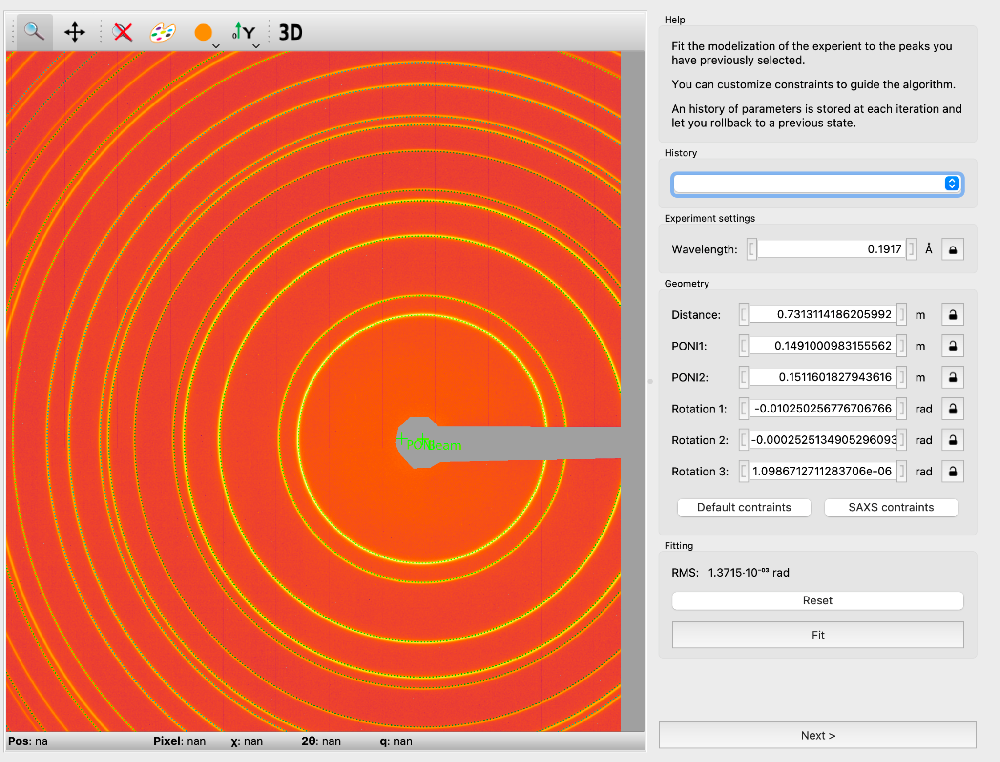 3D
0 Y
PONI Beam
Pos: na Pixel: nan χ: nan 2θ: nan q: nan
Help
Fit the modelization of the experient to the peaks you
have previously selected.
You can customize constraints to guide the algorithm.
An history of parameters is stored at each iteration and
let you rollback to a previous state.
History
Experiment settings
Wavelength: [ 0.1917 ] Å
Geometry
Distance: [ 0.7313114186205992 ] m
PONI1: [ 0.1491000983155562 ] m
PONI2: [ 0.1511601827943616 ] m
Rotation 1: [ -0.010250256776706766 ] rad
Rotation 2: [ -0.0002525134905296093 ] rad
Rotation 3: [ 1.0986712711283706e-06 ] rad
Default contraints SAXS contraints
Fitting
RMS: 1.3715·10⁻⁰³ rad
Reset
Fit
Next >